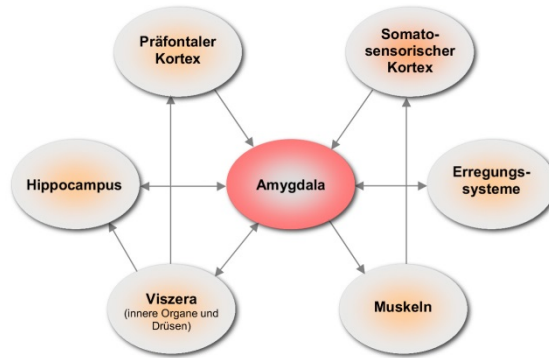 Präfontaler
Kortex
Somato-
sensorischer
Kortex
Hippocampus
Amygdala
Erregungs-
systeme
Viszera
(innere Organe und
Drüsen)
Muskeln